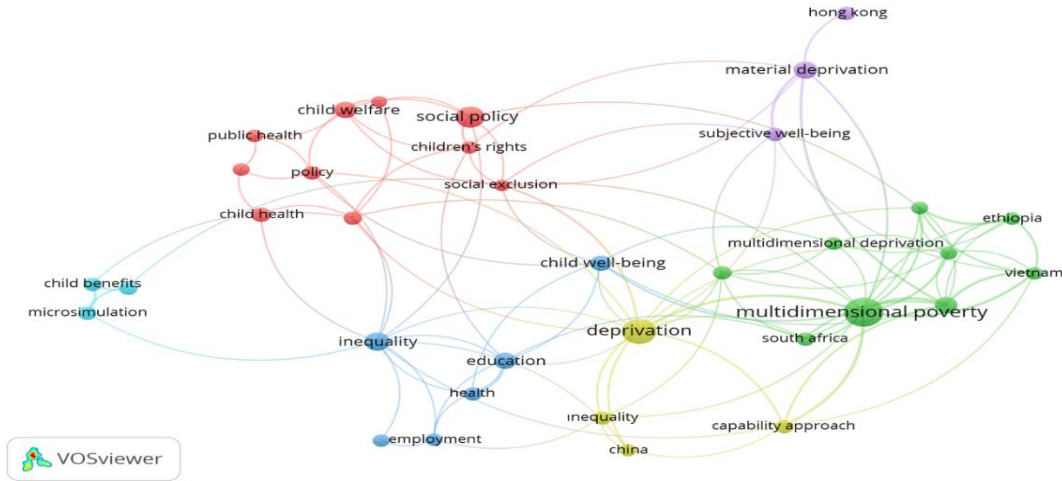 hong kong
material deprivation
child welfare
social policy
public health
children's rights
subjective well-being
policy
social exclusion
child health
ethiopia
multidimensional deprivation
child well-being
vietnam
child benefits
microsimulation
multidimensional poverty
deprivation
inequality
south africa
education
health
inequality
capability approach
employment
china
VOSviewer